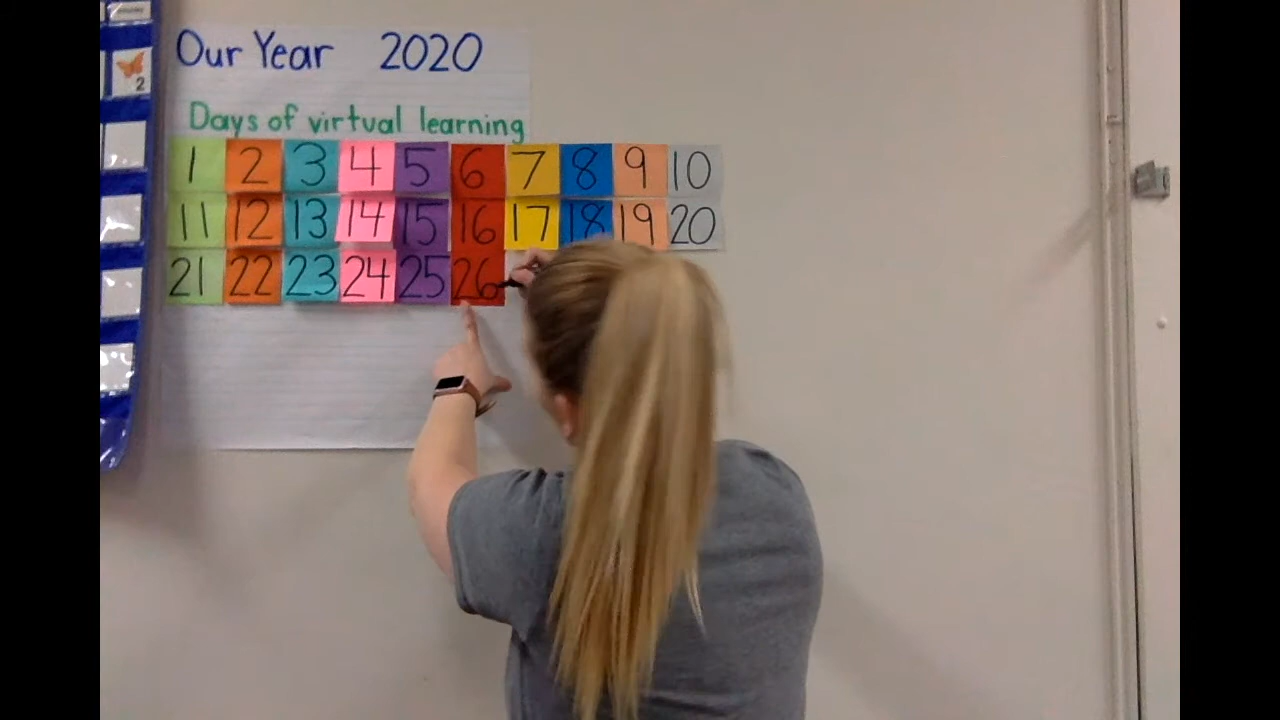 Our Year 2020
Days of virtual learning
1 2 3 4 5 6 7 8 9 10
11 12 13 14 15 16 17 18 19 20
21 22 23 24 25 26
2